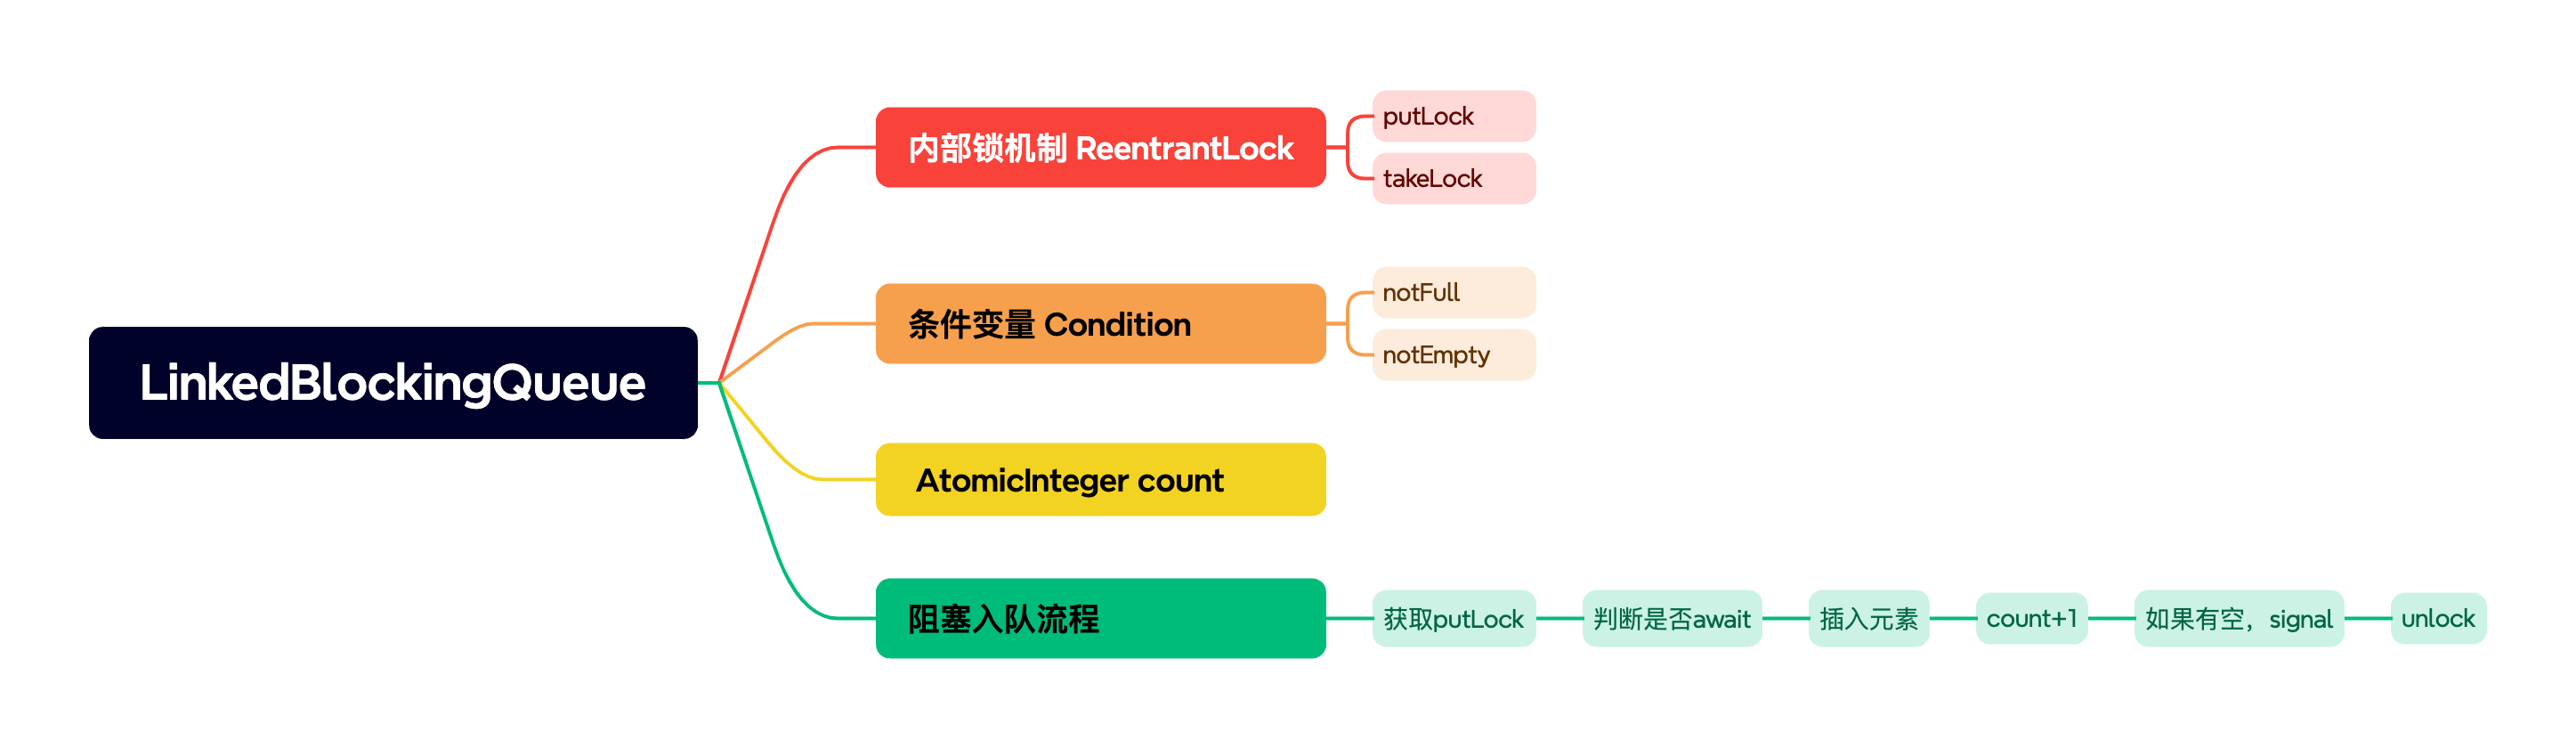 LinkedBlockingQueue
内部锁机制 ReentrantLock
putLock
takeLock
条件变量 Condition
notFull
notEmpty
AtomicInteger count
阻塞入队流程
获取putLock
判断是否await
插入元素
count+1
如果有空，signal
unlock